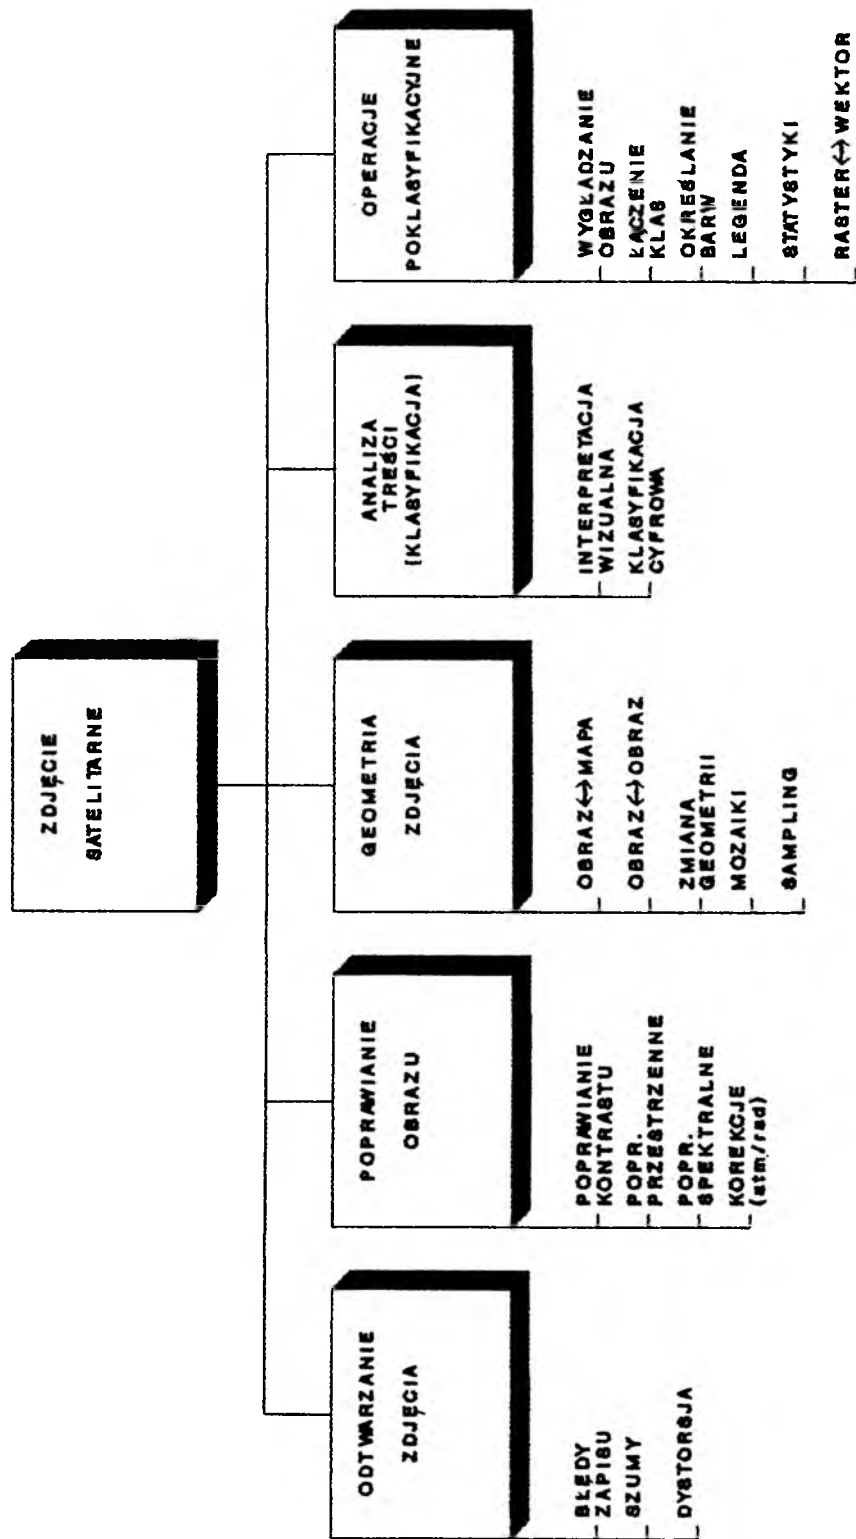 ZDJĘCIE
SATELITARNE
ODTWARZANIE
ZDJĘCIA
BŁĘDY
ZAPISU
SZUMY
DYSTORSJA
POPRAWIANIE
OBRAZU
POPRAWIANIE
KONTRASTU
POPR.
PRZESTRZENNE
POPR.
SPEKTRALNE
KOREKCJE
(atm/rad)
GEOMETRIA
ZDJĘCIA
OBRAZ↔MAPA
OBRAZ↔OBRAZ
ZMIANA
GEOMETRII
MOZAIKI
SAMPLING
ANALIZA
TREŚCI
[KLASYFIKACJA]
INTERPRETACJA
WIZUALNA
KLASYFIKACJA
CYFROWA
OPERACJE
POKLASYFIKACYJNE
WYGŁADZANIE
OBRAZU
ŁĄCZENIE
KLAS
OKREŚLANIE
BARW
LEGENDA
STATYSTYKI
RASTER↔WEKTOR